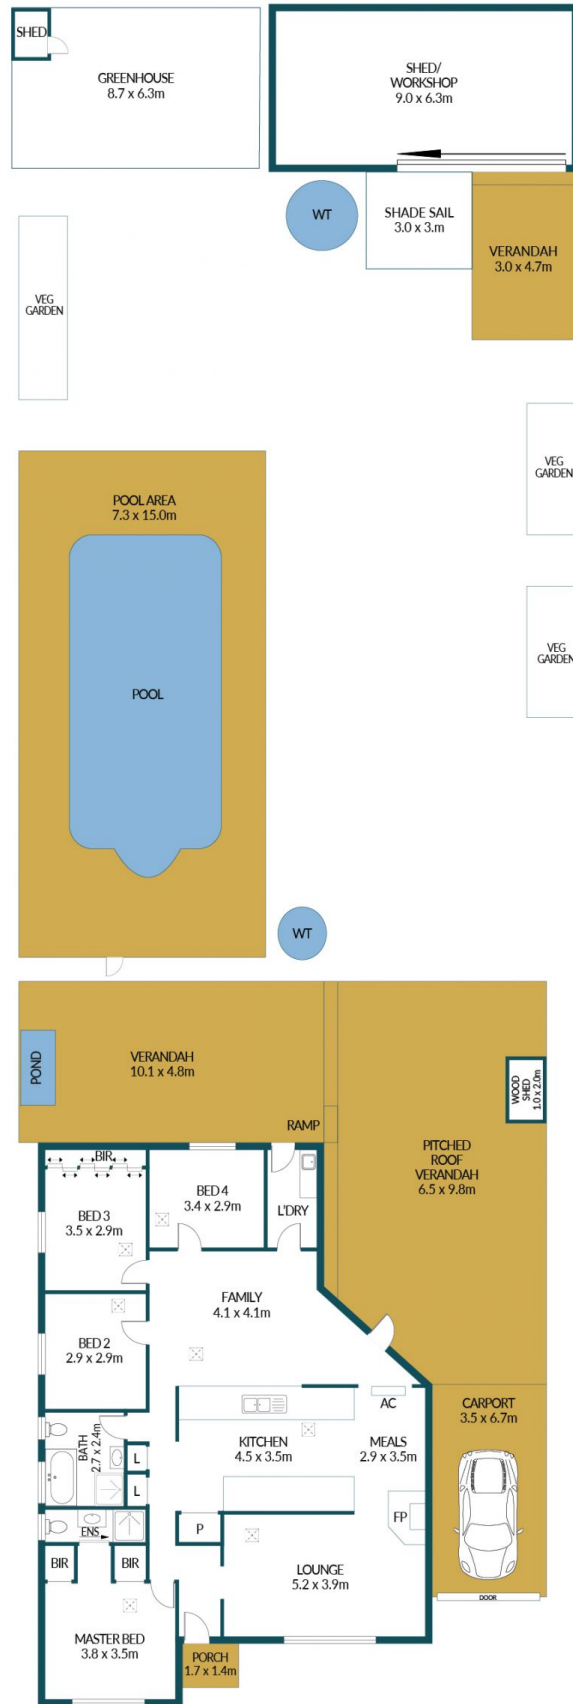 SHED
GREENHOUSE
8.7 x 6.3m
SHED/
WORKSHOP
9.0 x 6.3m
WT
SHADE SAIL
3.0 x 3.m
VERANDAH
3.0 x 4.7m
VEG
GARDEN
VEG
GARDEN
VEG
GARDEN
POOL AREA
7.3 x 15.0m
POOL
WT
POND
VERANDAH
10.1 x 4.8m
RAMP
WOOD
SHED
1.0 x 2.0m
PITCHED
ROOF
VERANDAH
6.5 x 9.8m
BIR
BED 3
3.5 x 2.9m
BED 4
3.4 x 2.9m
L'DRY
FAMILY
4.1 x 4.1m
BED 2
2.9 x 2.9m
AC
CARPORT
3.5 x 6.7m
BATH
2.7 x 2.4m
L
L
KITCHEN
4.5 x 3.5m
MEALS
2.9 x 3.5m
FP
P
ENS
BIR
BIR
LOUNGE
5.2 x 3.9m
DOOR
MASTER BED
3.8 x 3.5m
PORCH
1.7 x 1.4m